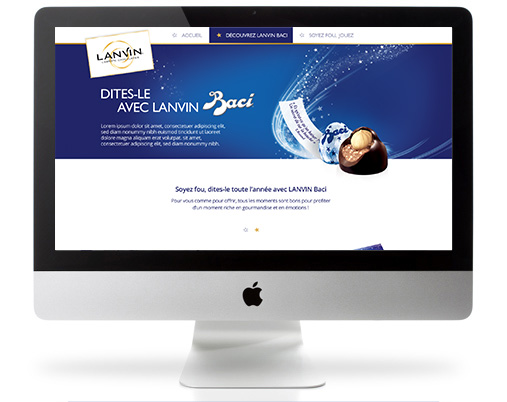 LANVIN
ACCUEIL
DÉCOUVREZ LANVIN BACI
SOYEZ FOU, JOUEZ
DITES-LE
AVEC LANVIN Baci
Lorem ipsum dolor sit amet, consectetuer adipiscing elit,
sed diam nonummy nibh euismod tincidunt ut laoreet
dolore magna aliquam erat volutpat. sit amet,
consectetuer adipiscing elit, sed diam nonummy nibh.
Baci
Soyez fou, dites-le toute l'année avec LANVIN Baci
Pour vous comme pour offrir, tous les moments sont bons pour profiter
d'un moment riche en gourmandise et en émotions !